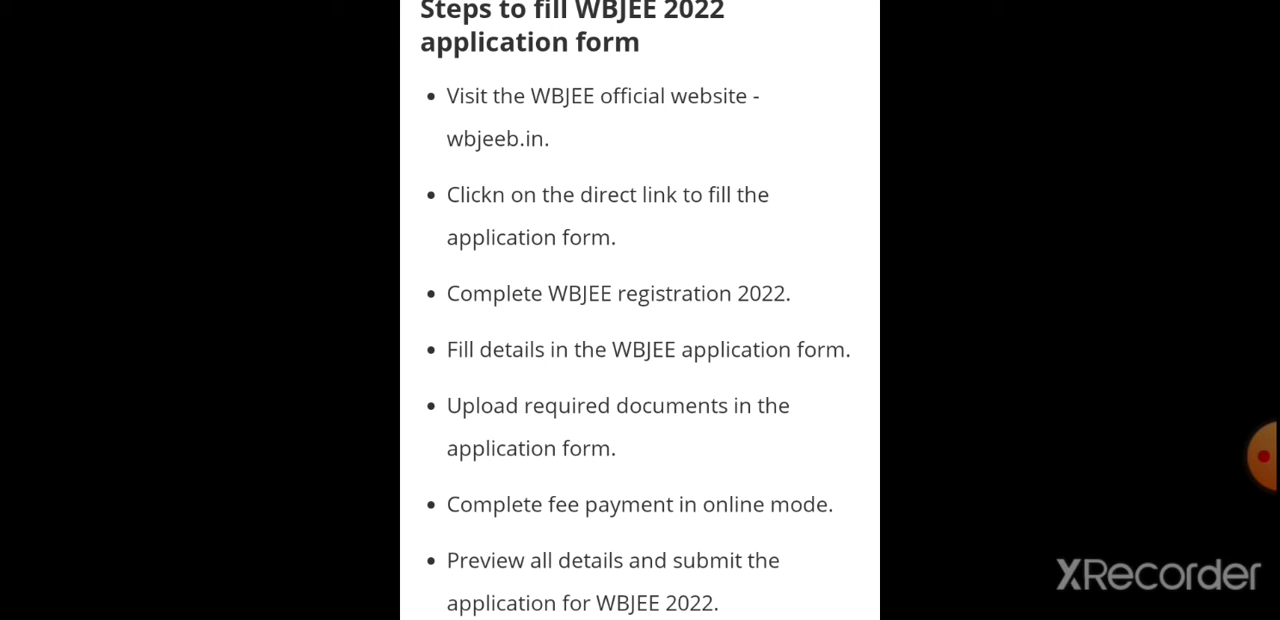 Steps to fill WBJEE 2022
application form
• Visit the WBJEE official website -
wbjeeb.in.
• Clickn on the direct link to fill the
application form.
• Complete WBJEE registration 2022.
• Fill details in the WBJEE application form.
• Upload required documents in the
application form.
• Complete fee payment in online mode.
• Preview all details and submit the
application for WBJEE 2022.
XRecorder